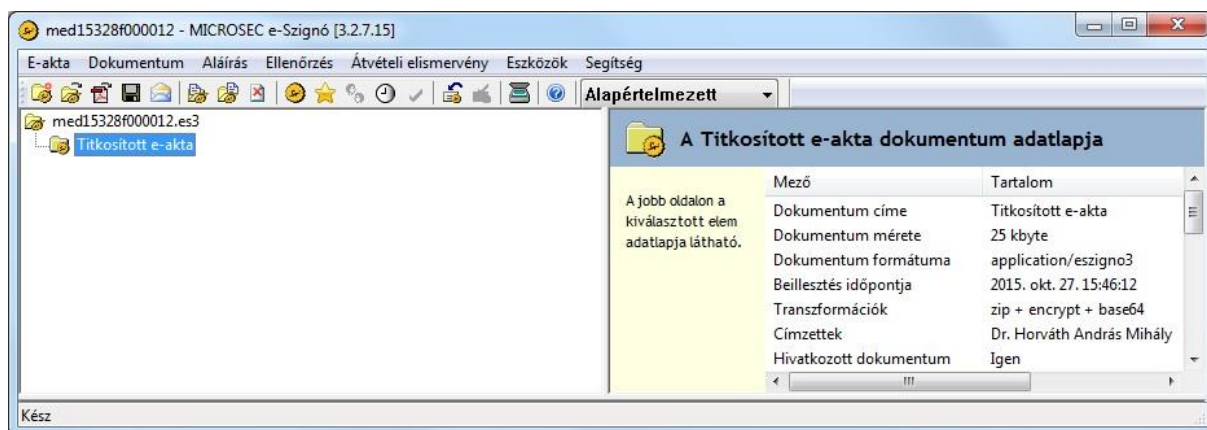 med15328f000012 - MICROSEC e-Szignó [3.2.7.15]
E-akta Dokumentum Aláírás Ellenőrzés Átvételi elismervény Eszközök Segítség
Alapértelmezett
med15328f000012.es3
Titkosított e-akta
A Titkosított e-akta dokumentum adatlapja
A jobb oldalon a
kiválasztott elem
adatlapja látható.
Mező Tartalom
Dokumentum címe Titkosított e-akta
Dokumentum mérete 25 kbyte
Dokumentum formátuma application/eszigno3
Beillesztés időpontja 2015. okt. 27. 15:46:12
Transzformációk zip + encrypt + base64
Címzettek Dr. Horváth András Mihály
Hivatkozott dokumentum Igen
Kész